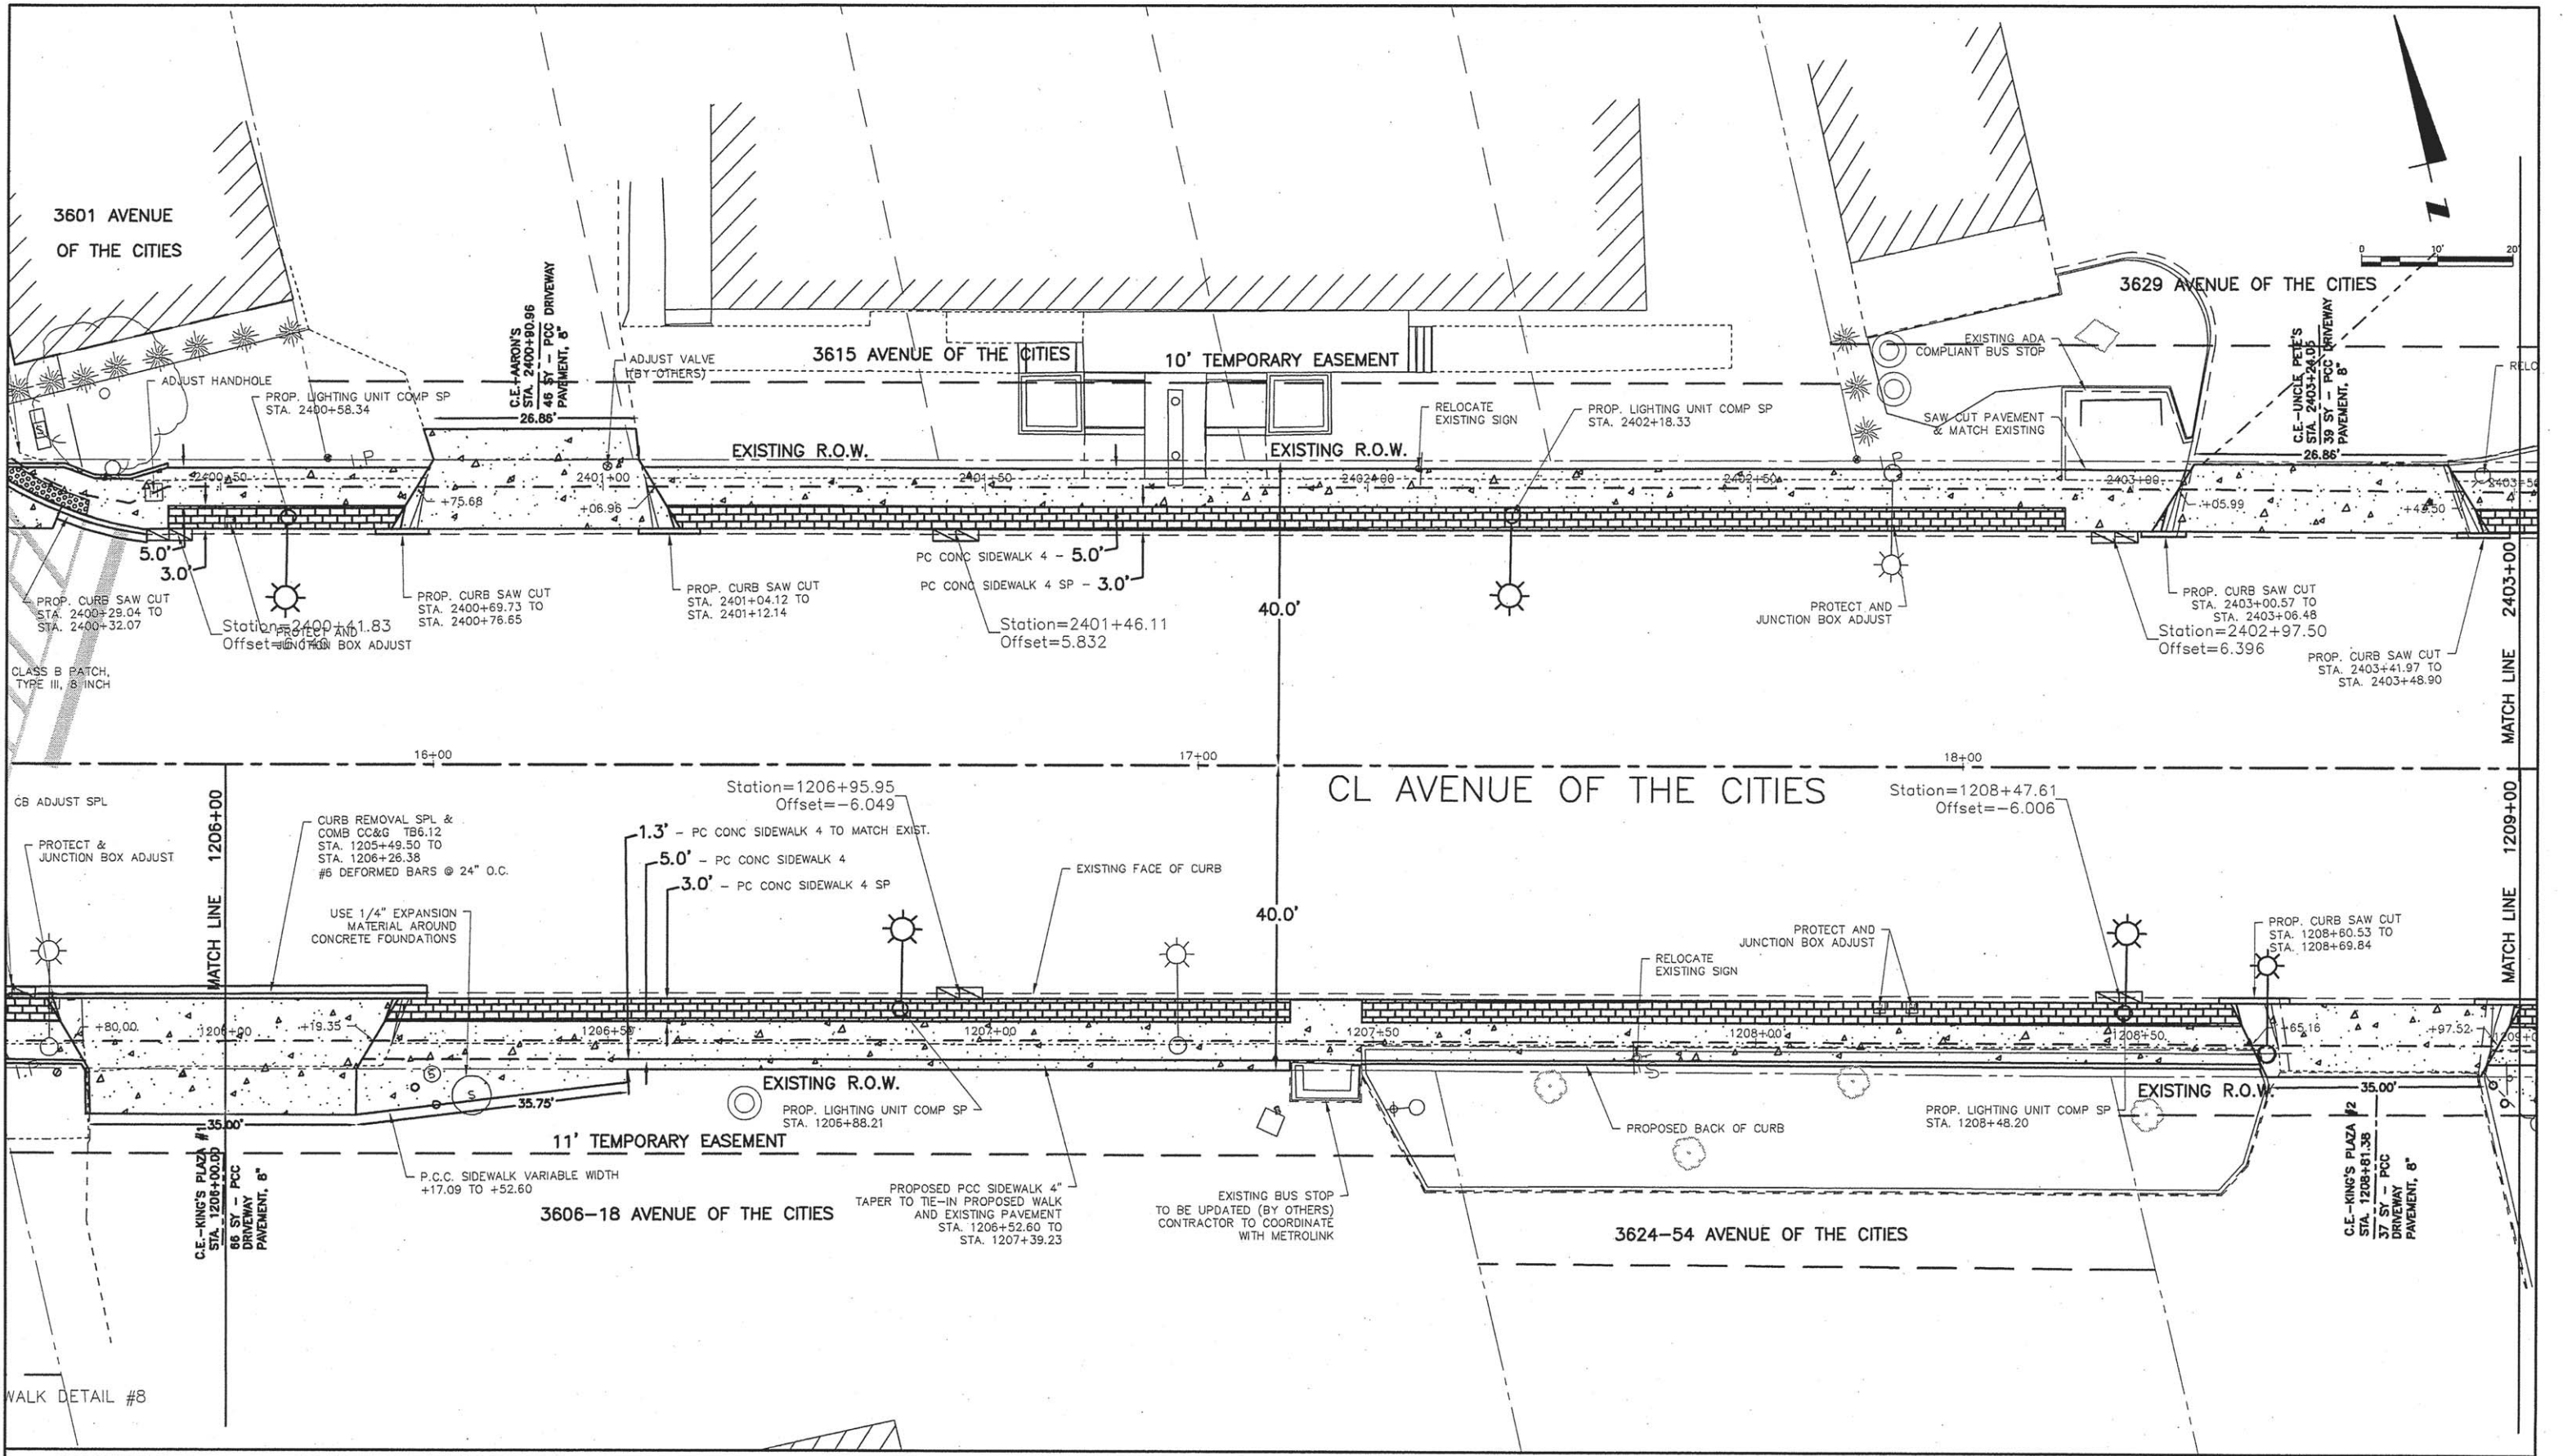 3601 AVENUE
OF THE CITIES
ADJUST HANDHOLE
PROP. LIGHTING UNIT COMP SP
STA. 2400+58.34
C.E.-AARON'S
STA. 2400+90.96
46 SY - PCC DRIVEWAY
PAVEMENT, 8"
26.86'
ADJUST VALVE
(BY OTHERS)
3615 AVENUE OF THE CITIES
10' TEMPORARY EASEMENT
EXISTING R.O.W.
EXISTING R.O.W.
RELOCATE
EXISTING SIGN
PROP. LIGHTING UNIT COMP SP
STA. 2402+18.33
EXISTING ADA
COMPLIANT BUS STOP
SAW CUT PAVEMENT
& MATCH EXISTING
3629 AVENUE OF THE CITIES
0 10' 20'
C.E.-UNCLE PETE'S
STA. 2403+24.05
39 SY - PCC DRIVEWAY
PAVEMENT, 8"
26.86'
RELO
2400+50
+75.68
2401+00
+06.96
2401+50
2402+00
2402+50
2403+00
+05.99
2403+50
5.0'
3.0'
PC CONC SIDEWALK 4 - 5.0'
PC CONC SIDEWALK 4 SP - 3.0'
40.0'
PROP. CURB SAW CUT
STA. 2400+29.04 TO
STA. 2400+32.07
Station=2400+41.83
PROTECT AND
JUNCTION BOX ADJUST
PROP. CURB SAW CUT
STA. 2400+69.73 TO
STA. 2400+76.65
PROP. CURB SAW CUT
STA. 2401+04.12 TO
STA. 2401+12.14
Station=2401+46.11
Offset=5.832
PROTECT AND
JUNCTION BOX ADJUST
PROP. CURB SAW CUT
STA. 2403+00.57 TO
STA. 2403+06.48
Station=2402+97.50
Offset=6.396
PROP. CURB SAW CUT
STA. 2403+41.97 TO
STA. 2403+48.90
MATCH LINE 2403+00
CLASS B PATCH,
TYPE III, 8 INCH
16+00
17+00
18+00
CL AVENUE OF THE CITIES
CB ADJUST SPL
PROTECT &
JUNCTION BOX ADJUST
MATCH LINE 1206+00
CURB REMOVAL SPL &
COMB CC&G TB6.12
STA. 1205+49.50 TO
STA. 1206+26.38
#6 DEFORMED BARS @ 24" O.C.
USE 1/4" EXPANSION
MATERIAL AROUND
CONCRETE FOUNDATIONS
Station=1206+95.95
Offset=-6.049
1.3' - PC CONC SIDEWALK 4 TO MATCH EXIST.
5.0' - PC CONC SIDEWALK 4
3.0' - PC CONC SIDEWALK 4 SP
EXISTING FACE OF CURB
40.0'
Station=1208+47.61
Offset=-6.006
PROTECT AND
JUNCTION BOX ADJUST
RELOCATE
EXISTING SIGN
PROP. CURB SAW CUT
STA. 1208+60.53 TO
STA. 1208+69.84
MATCH LINE 1209+00
+80.00
1206+00
+19.35
1206+50
1207+00
1207+50
1208+00
1208+50
+65.16
+97.52
35.00'
35.75'
EXISTING R.O.W.
PROP. LIGHTING UNIT COMP SP
STA. 1206+88.21
11' TEMPORARY EASEMENT
C.E.-KING'S PLAZA #1
STA. 1206+00.00
66 SY - PCC
DRIVEWAY
PAVEMENT, 8"
P.C.C. SIDEWALK VARIABLE WIDTH
+17.09 TO +52.60
3606-18 AVENUE OF THE CITIES
PROPOSED PCC SIDEWALK 4"
TAPER TO TIE-IN PROPOSED WALK
AND EXISTING PAVEMENT
STA. 1206+52.60 TO
STA. 1207+39.23
EXISTING BUS STOP
TO BE UPDATED (BY OTHERS)
CONTRACTOR TO COORDINATE
WITH METROLINK
PROPOSED BACK OF CURB
PROP. LIGHTING UNIT COMP SP
STA. 1208+48.20
EXISTING R.O.W.
35.00'
3624-54 AVENUE OF THE CITIES
C.E.-KING'S PLAZA #2
STA. 1208+81.38
37 SY - PCC
DRIVEWAY
PAVEMENT, 8"
WALK DETAIL #8